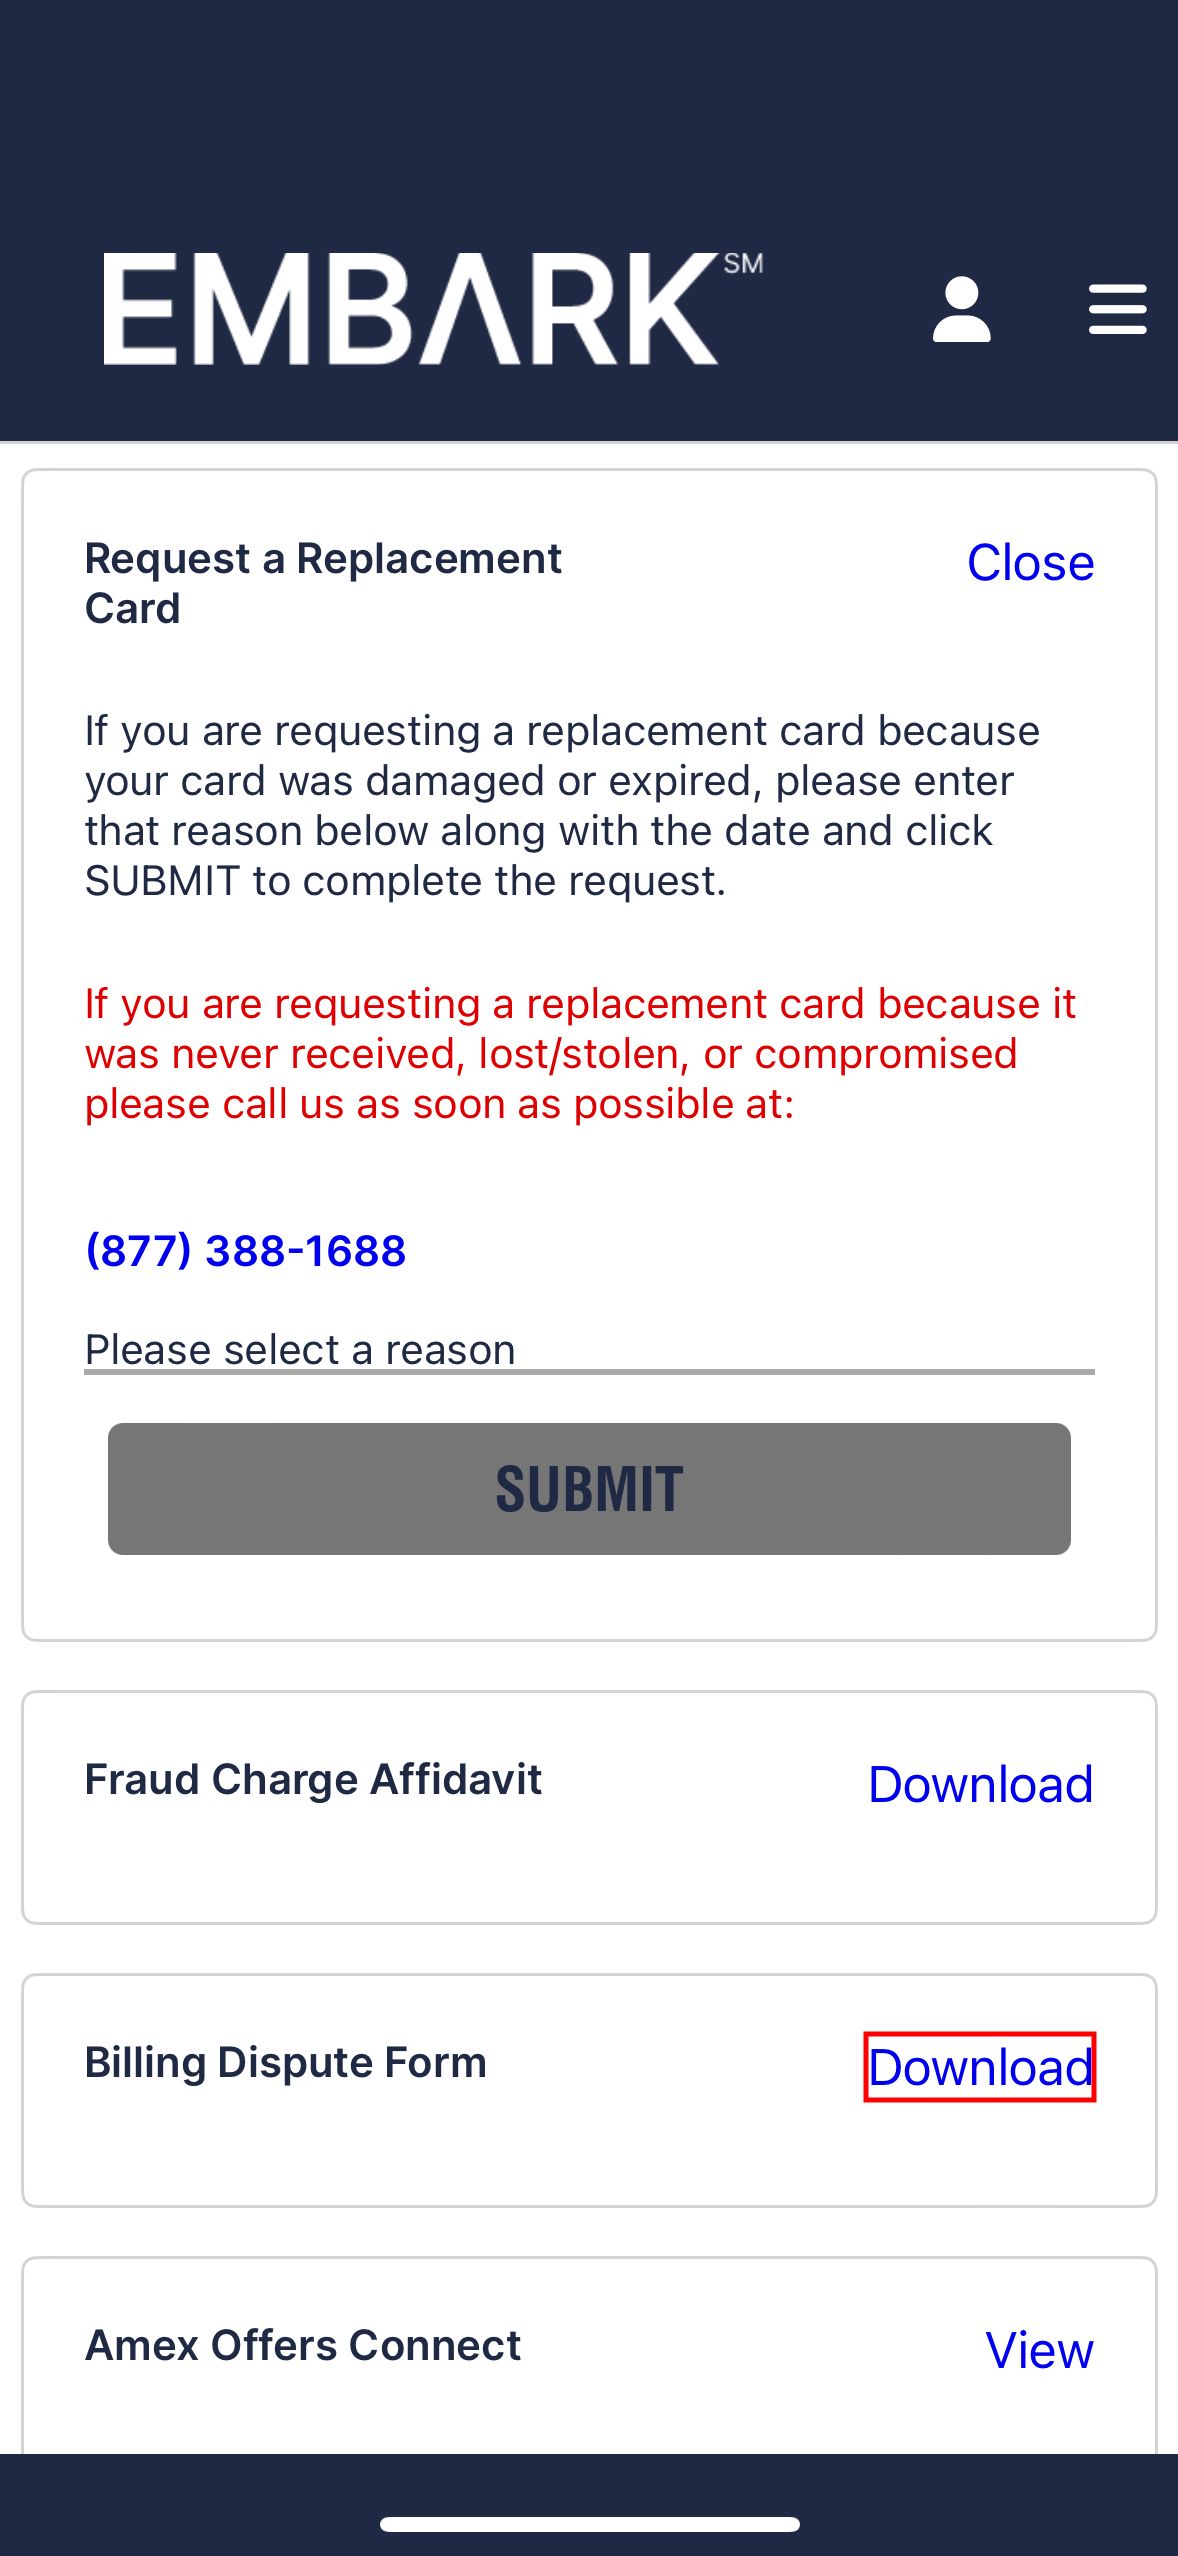 EMBARK SM
Request a Replacement
Card
Close
If you are requesting a replacement card because
your card was damaged or expired, please enter
that reason below along with the date and click
SUBMIT to complete the request.
If you are requesting a replacement card because it
was never received, lost/stolen, or compromised
please call us as soon as possible at:
(877) 388-1688
Please select a reason
SUBMIT
Fraud Charge Affidavit
Download
Billing Dispute Form
Download
Amex Offers Connect
View